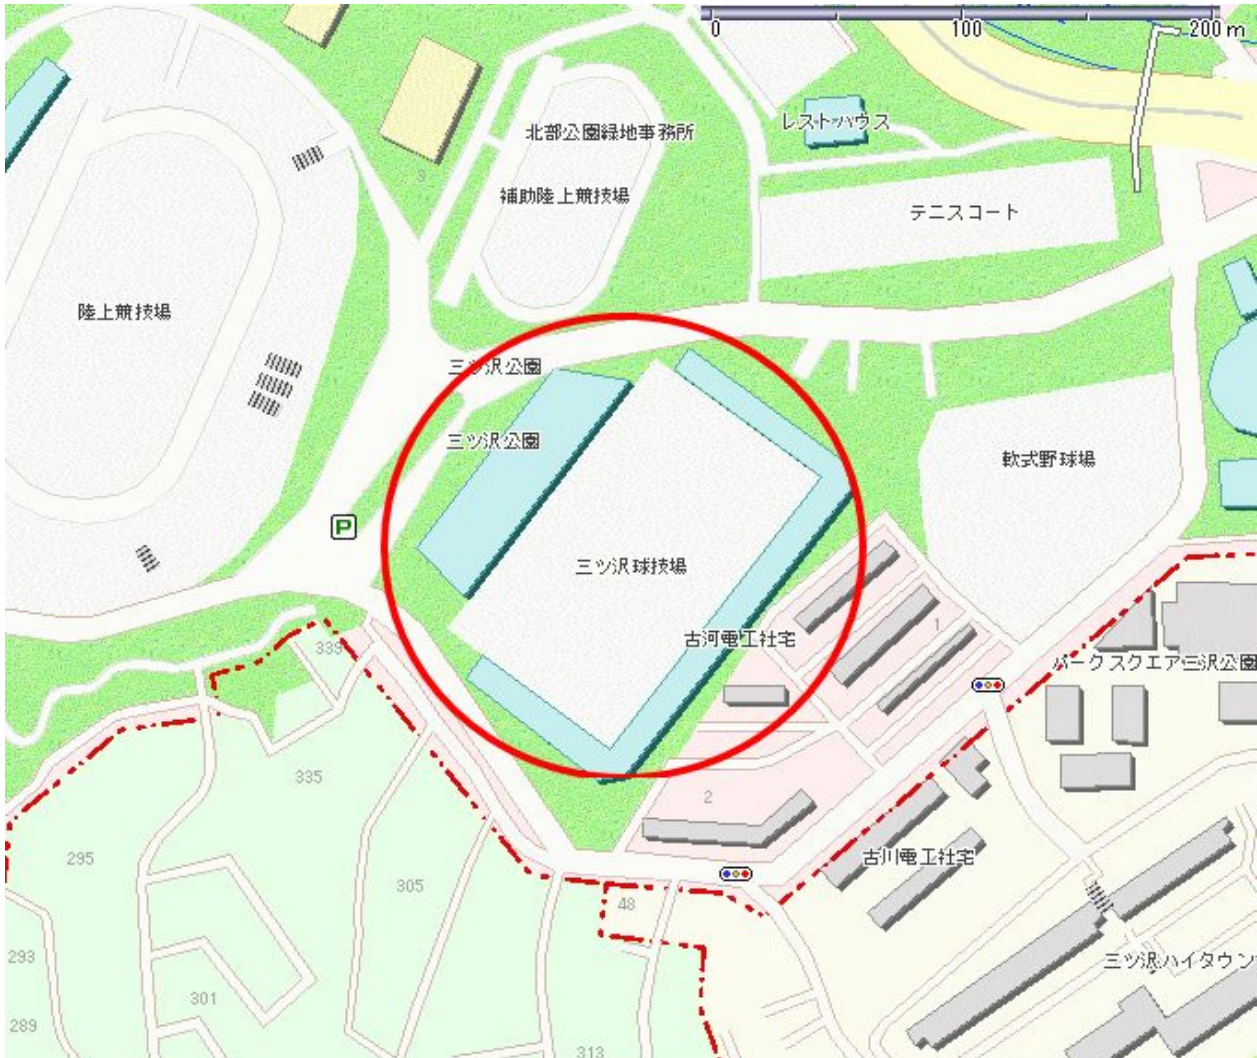 0 100 200 m
レストハウス
北部公園緑地事務所
3
補助陸上競技場
テニスコート
陸上競技場
三ツ沢公園
三ツ沢公園
軟式野球場
P
三ツ沢球技場
古河電工社宅
1
339
パークスクエア三沢公園
335
2
295
305
古川電工社宅
48
293
三ツ沢ハイタウン
301
289
313